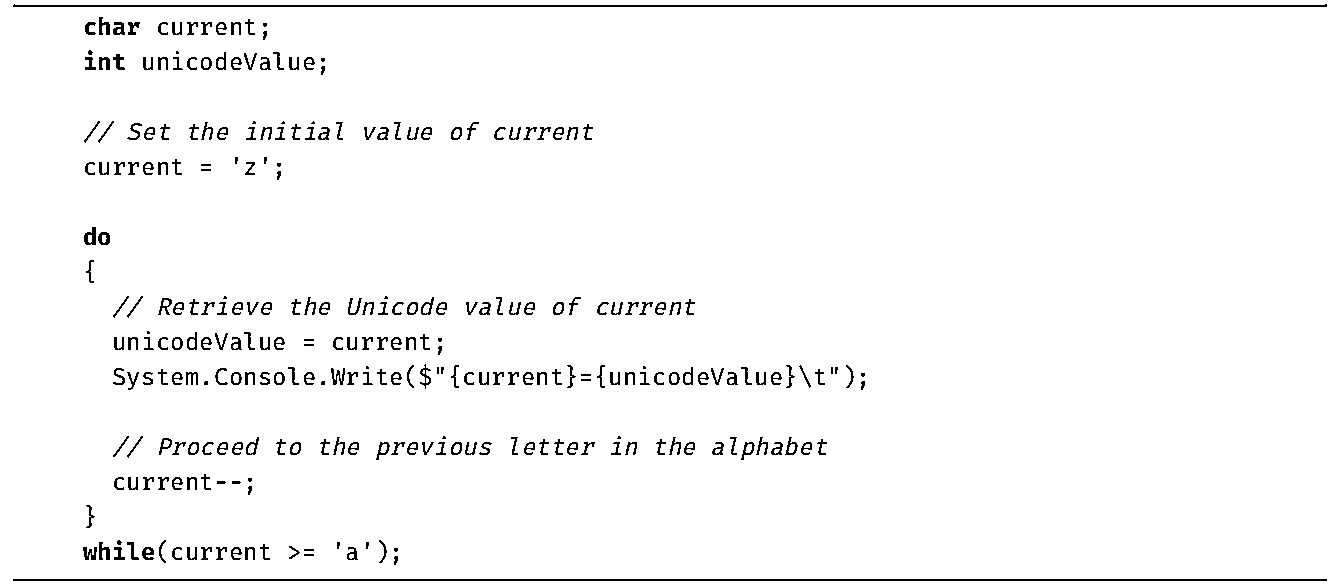 char current;
int unicodeValue;
// Set the initial value of current
current = 'z';
do
{
// Retrieve the Unicode value of current
unicodeValue = current;
System.Console.Write($"{current}={unicodeValue}\t");
// Proceed to the previous letter in the alphabet
current--;
}
while(current >= 'a');